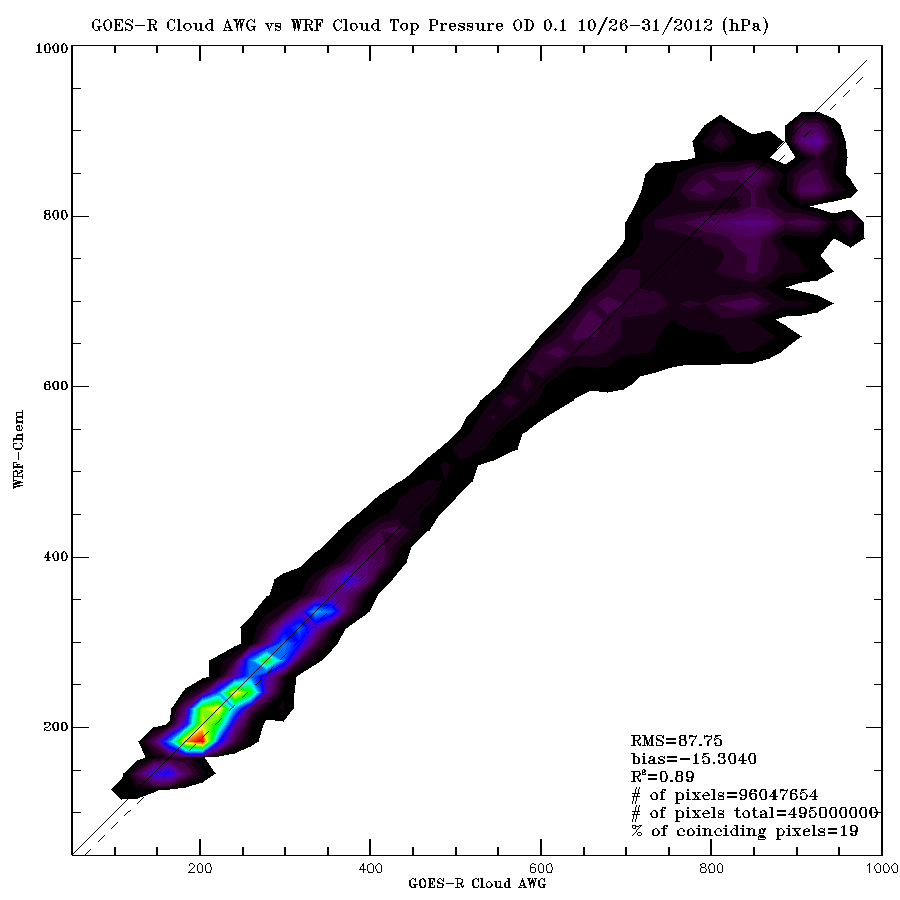 GOES-R Cloud AWG vs WRF Cloud Top Pressure OD 0.1 10/26-31/2012 (hPa)
1000
800
600
400
200
WRF-Chem
RMS=87.75
bias=-15.3040
R²=0.89
# of pixels=96047654
# of pixels total=495000000
% of coinciding pixels=19
200 400 600 800 1000
GOES-R Cloud AWG